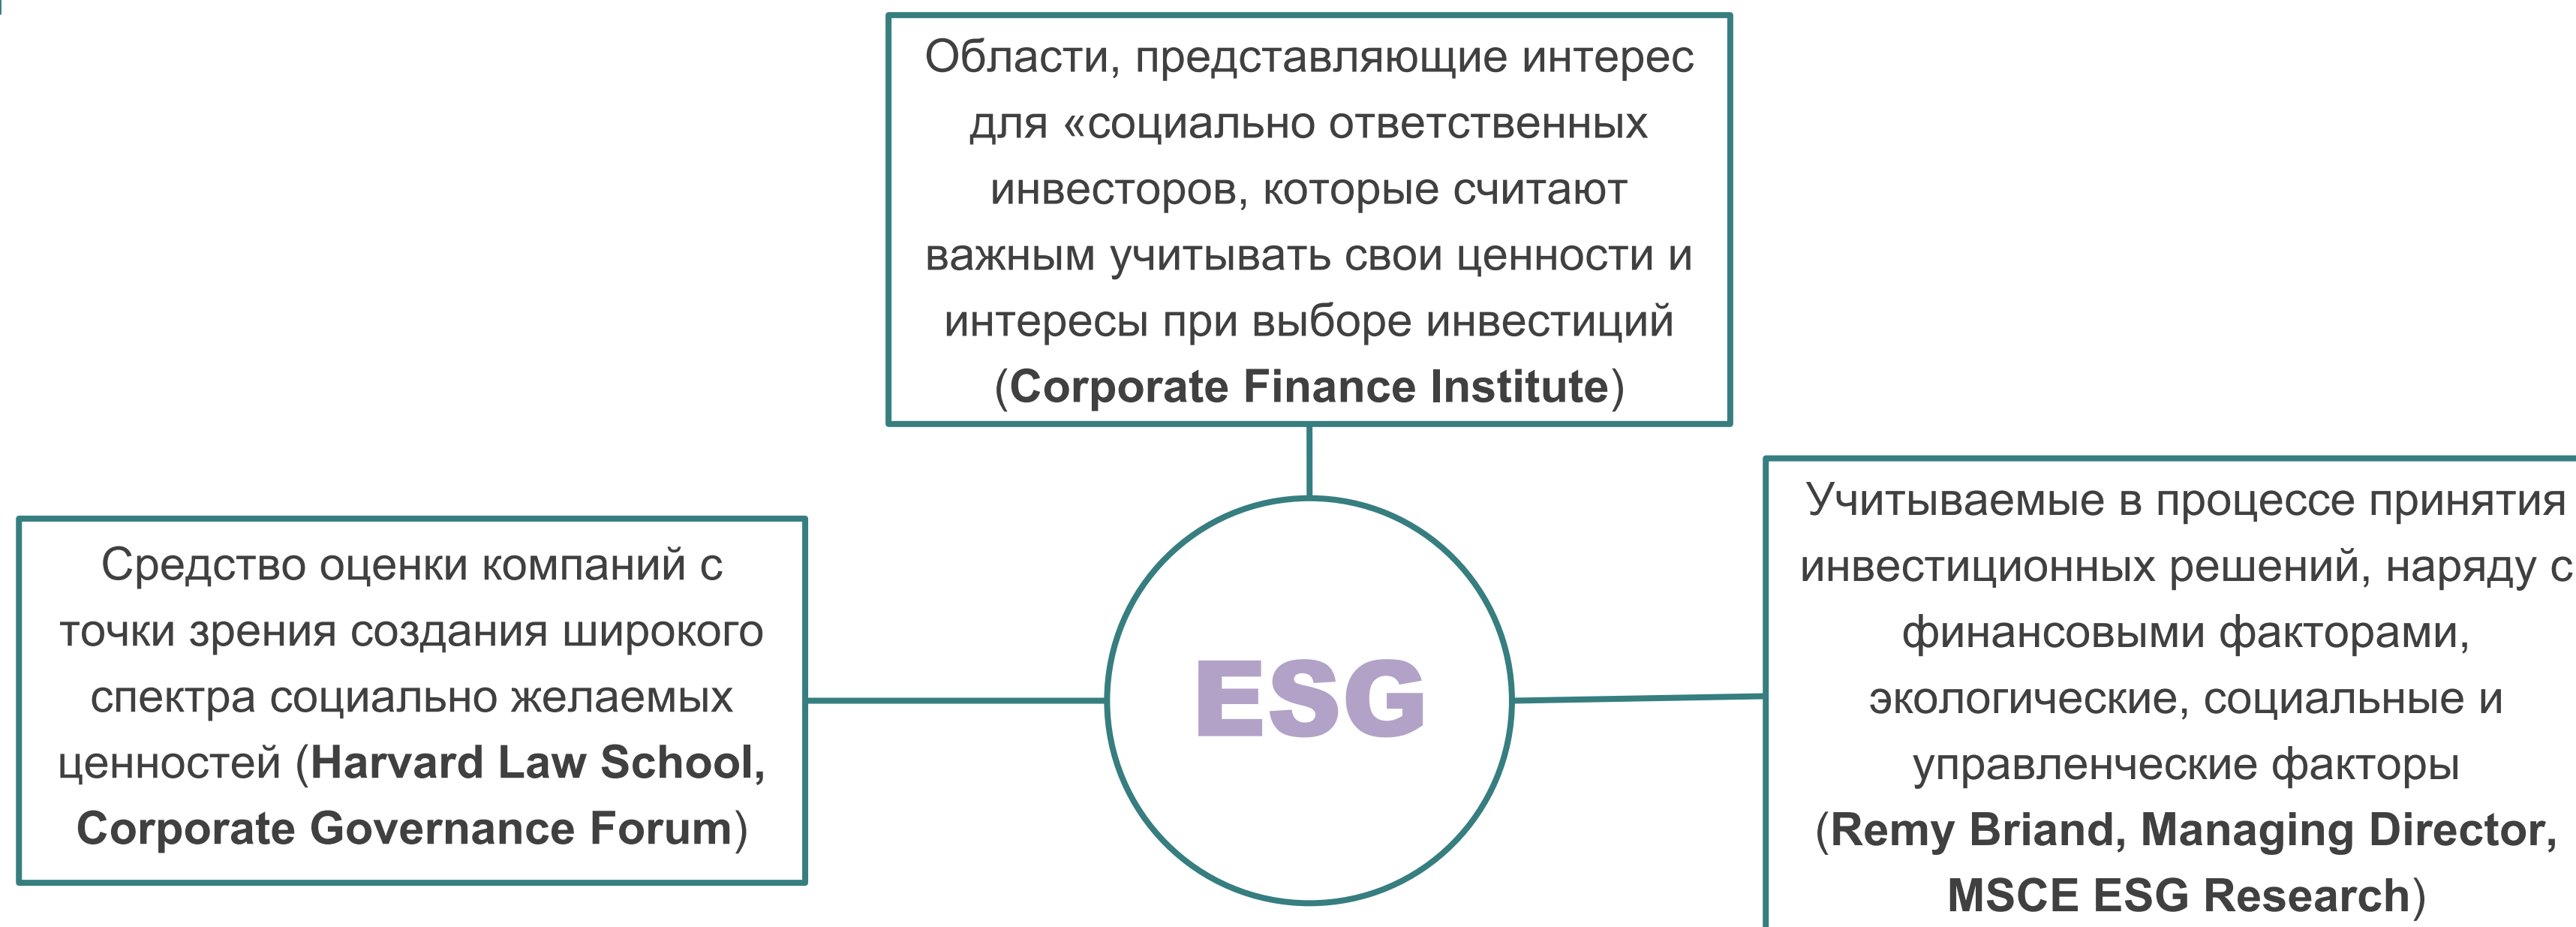 Области, представляющие интерес
для «социально ответственных
инвесторов, которые считают
важным учитывать свои ценности и
интересы при выборе инвестиций
(Corporate Finance Institute)
Средство оценки компаний с
точки зрения создания широкого
спектра социально желаемых
ценностей (Harvard Law School,
Corporate Governance Forum)
ESG
Учитываемые в процессе принятия
инвестиционных решений, наряду с
финансовыми факторами,
экологические, социальные и
управленческие факторы
(Remy Briand, Managing Director,
MSCE ESG Research)